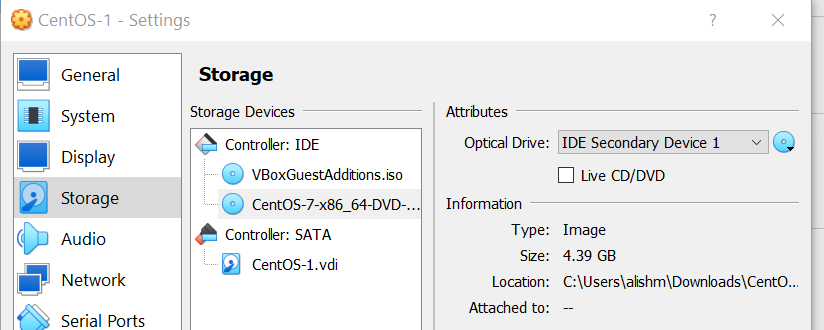 CentOS-1 - Settings
?
General
System
Display
Storage
Audio
Network
Serial Ports
Storage
Storage Devices
Controller: IDE
VBoxGuestAdditions.iso
CentOS-7-x86_64-DVD-...
Controller: SATA
CentOS-1.vdi
Attributes
Optical Drive: IDE Secondary Device 1
Live CD/DVD
Information
Type: Image
Size: 4.39 GB
Location: C:\Users\alishm\Downloads\CentO...
Attached to: --